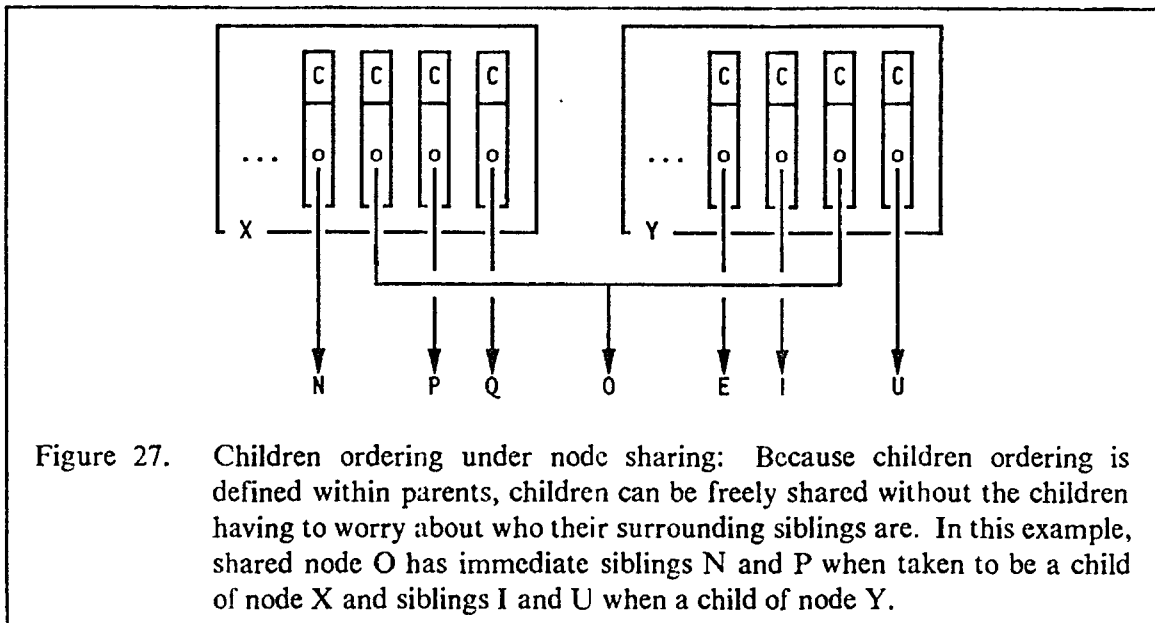 C C C C C C C C
... o o o o ... o o o o
X Y
N P Q O E I U
Figure 27. Children ordering under node sharing: Because children ordering is
defined within parents, children can be freely shared without the children
having to worry about who their surrounding siblings are. In this example,
shared node O has immediate siblings N and P when taken to be a child
of node X and siblings I and U when a child of node Y.